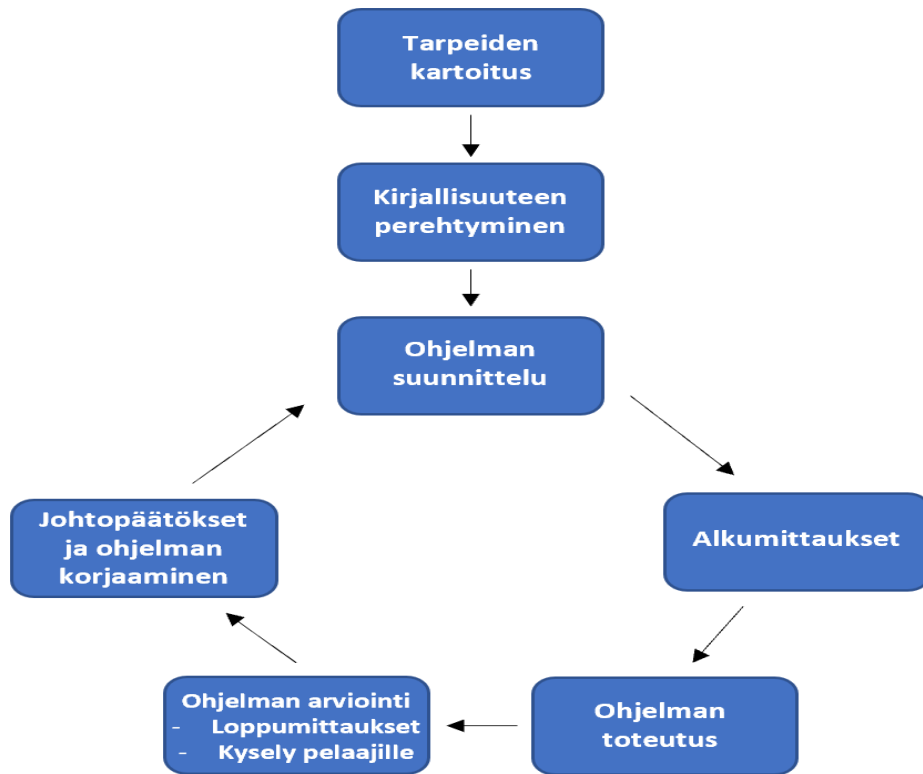 Tarpeiden
kartoitus
Kirjallisuuteen
perehtyminen
Ohjelman
suunnittelu
Alkumittaukset
Ohjelman
toteutus
Ohjelman arviointi
- Loppumittaukset
- Kysely pelaajille
Johtopäätökset
ja ohjelman
korjaaminen